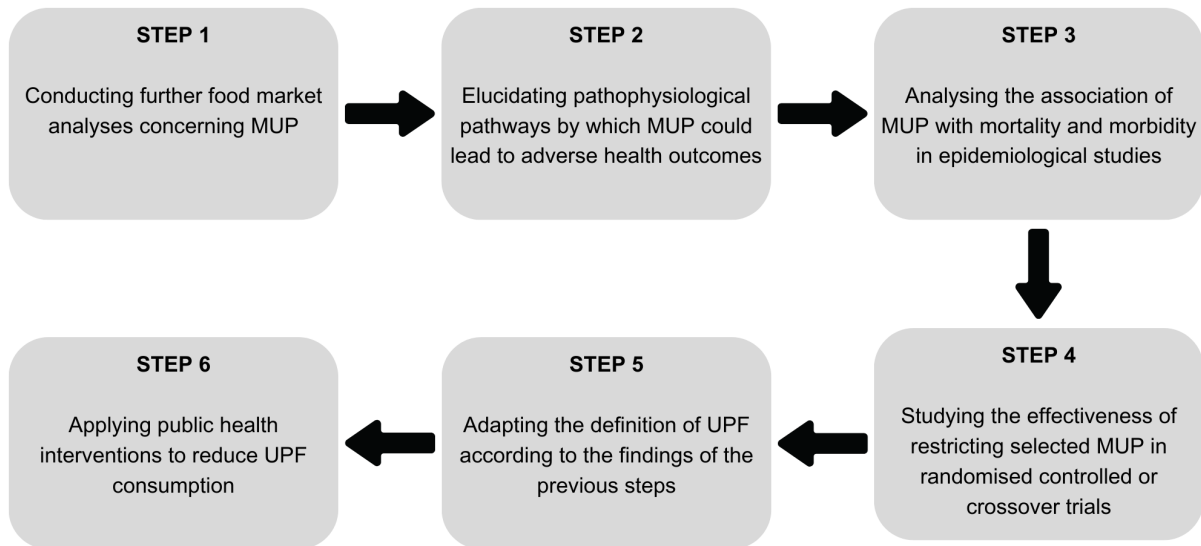 STEP 1
Conducting further food market
analyses concerning MUP
STEP 2
Elucidating pathophysiological
pathways by which MUP could
lead to adverse health outcomes
STEP 3
Analysing the association of
MUP with mortality and morbidity
in epidemiological studies
STEP 4
Studying the effectiveness of
restricting selected MUP in
randomised controlled or
crossover trials
STEP 5
Adapting the definition of UPF
according to the findings of the
previous steps
STEP 6
Applying public health
interventions to reduce UPF
consumption